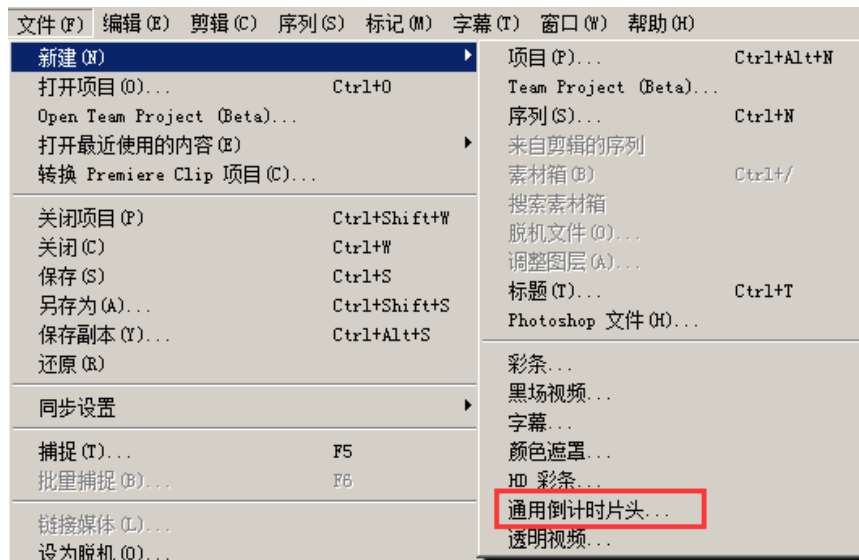 文件(F) 编辑(E) 剪辑(C) 序列(S) 标记(M) 字幕(T) 窗口(W) 帮助(H)
新建(N)
打开项目(O)... Ctrl+O
Open Team Project (Beta)...
打开最近使用的内容(E)
转换 Premiere Clip 项目(C)...
关闭项目(P) Ctrl+Shift+W
关闭(C) Ctrl+W
保存(S) Ctrl+S
另存为(A)... Ctrl+Shift+S
保存副本(Y)... Ctrl+Alt+S
还原(R)
同步设置
捕捉(T)... F5
批里捕捉(B)... F6
链接媒体(L)...
设为脱机(O)...
项目(P)... Ctrl+Alt+N
Team Project (Beta)...
序列(S)... Ctrl+N
来自剪辑的序列
素材箱(B) Ctrl+/
搜索素材箱
脱机文件(O)...
调整图层(A)...
标题(T)... Ctrl+T
Photoshop 文件(H)...
彩条...
黑场视频...
字幕...
颜色遮罩...
HD 彩条...
通用倒计时片头...
透明视频...